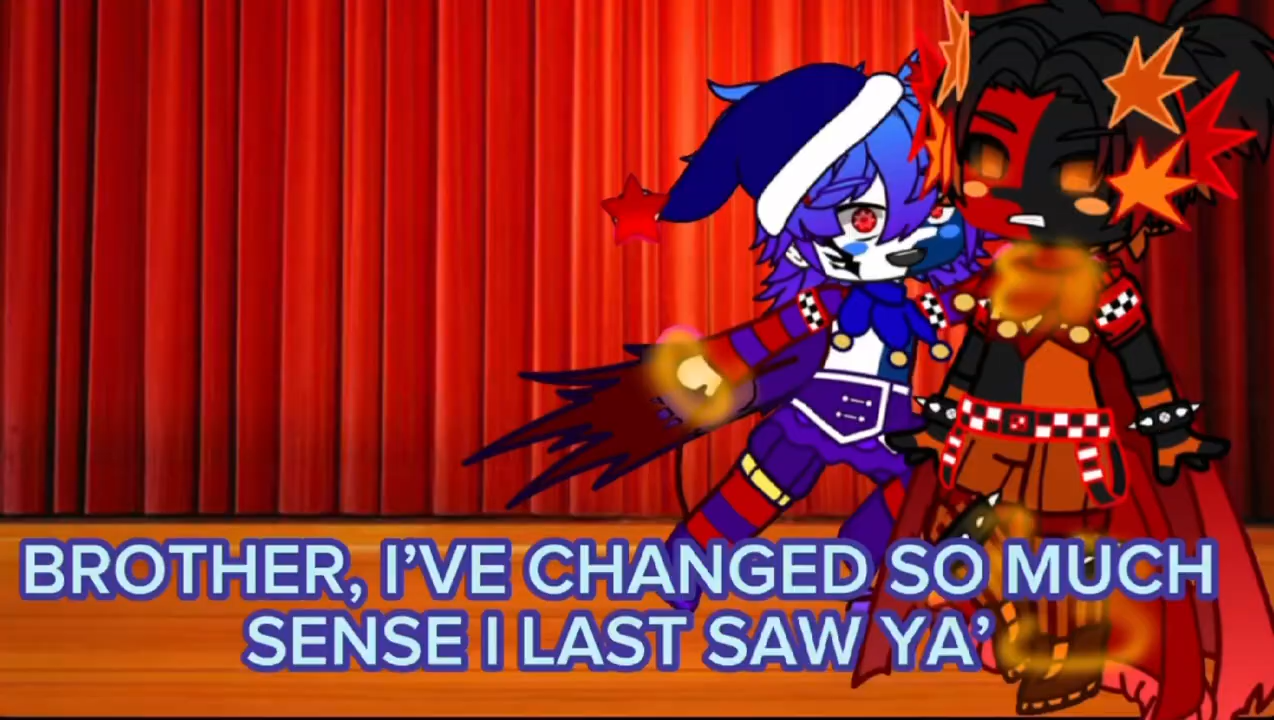 BROTHER, I’VE CHANGED SO MUCH
SENSE I LAST SAW YA’